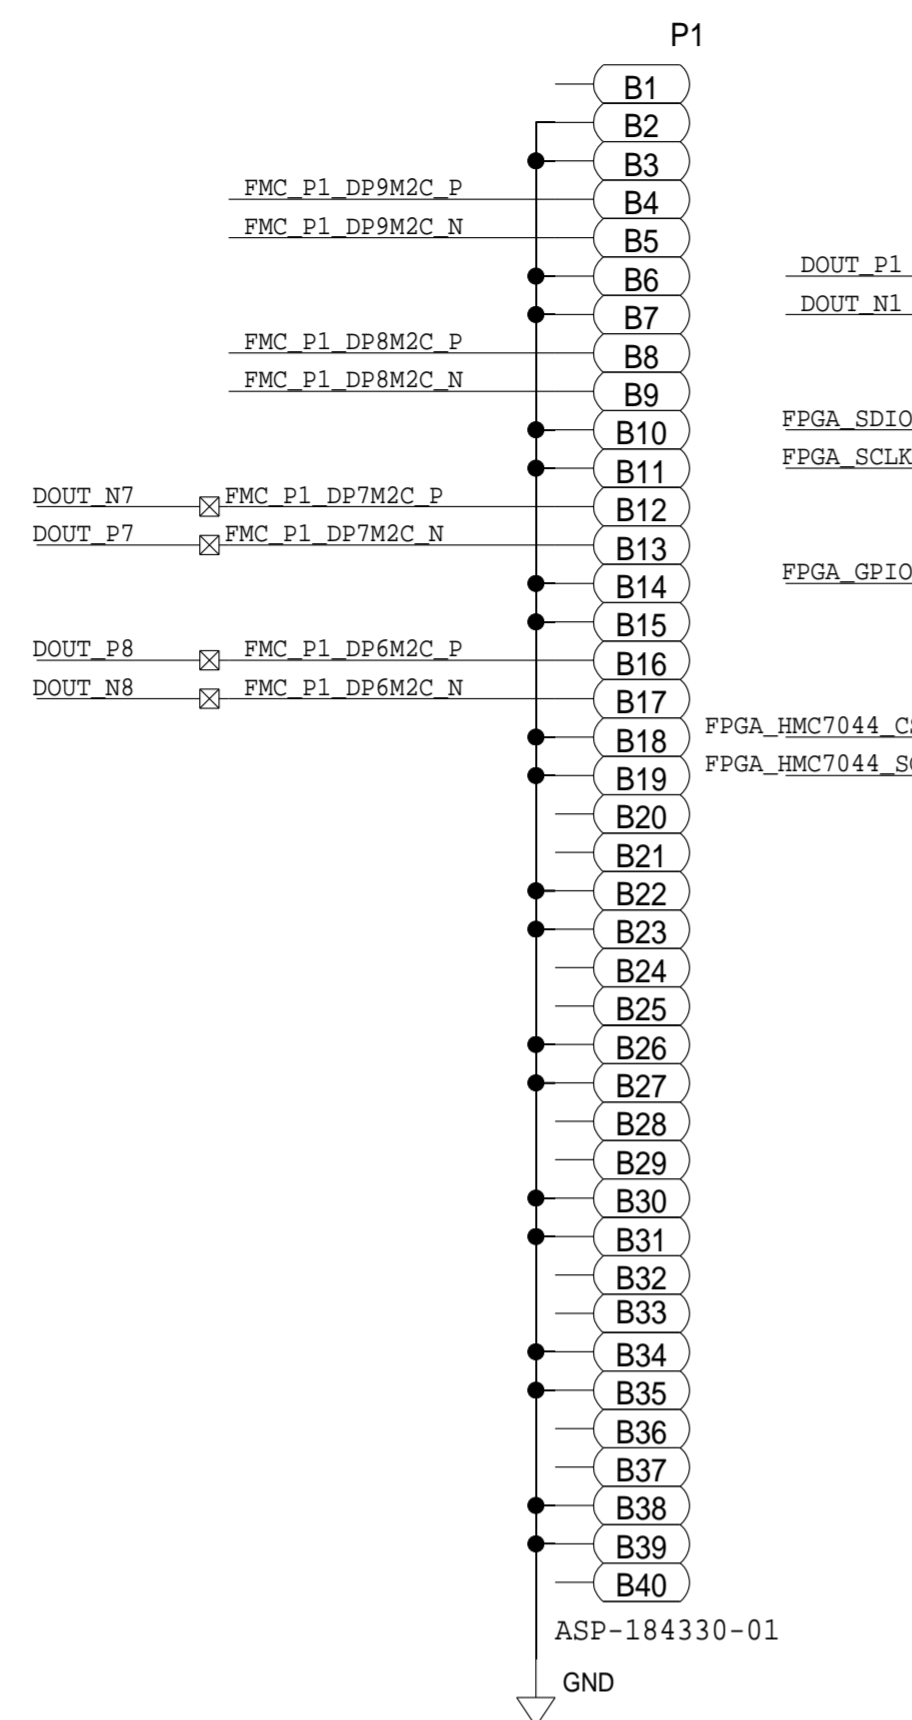 P1
B1
B2
B3
FMC_P1_DP9M2C_P B4
FMC_P1_DP9M2C_N B5
DOUT_P1
B6
DOUT_N1
B7
FMC_P1_DP8M2C_P B8
FMC_P1_DP8M2C_N B9
FPGA_SDIO
B10
FPGA_SCLK
B11
DOUT_N7 FMC_P1_DP7M2C_P B12
DOUT_P7 FMC_P1_DP7M2C_N B13
FPGA_GPIO
B14
B15
DOUT_P8 FMC_P1_DP6M2C_P B16
DOUT_N8 FMC_P1_DP6M2C_N B17
B18 FPGA_HMC7044_CS
B19 FPGA_HMC7044_S
B20
B21
B22
B23
B24
B25
B26
B27
B28
B29
B30
B31
B32
B33
B34
B35
B36
B37
B38
B39
B40
ASP-184330-01
GND